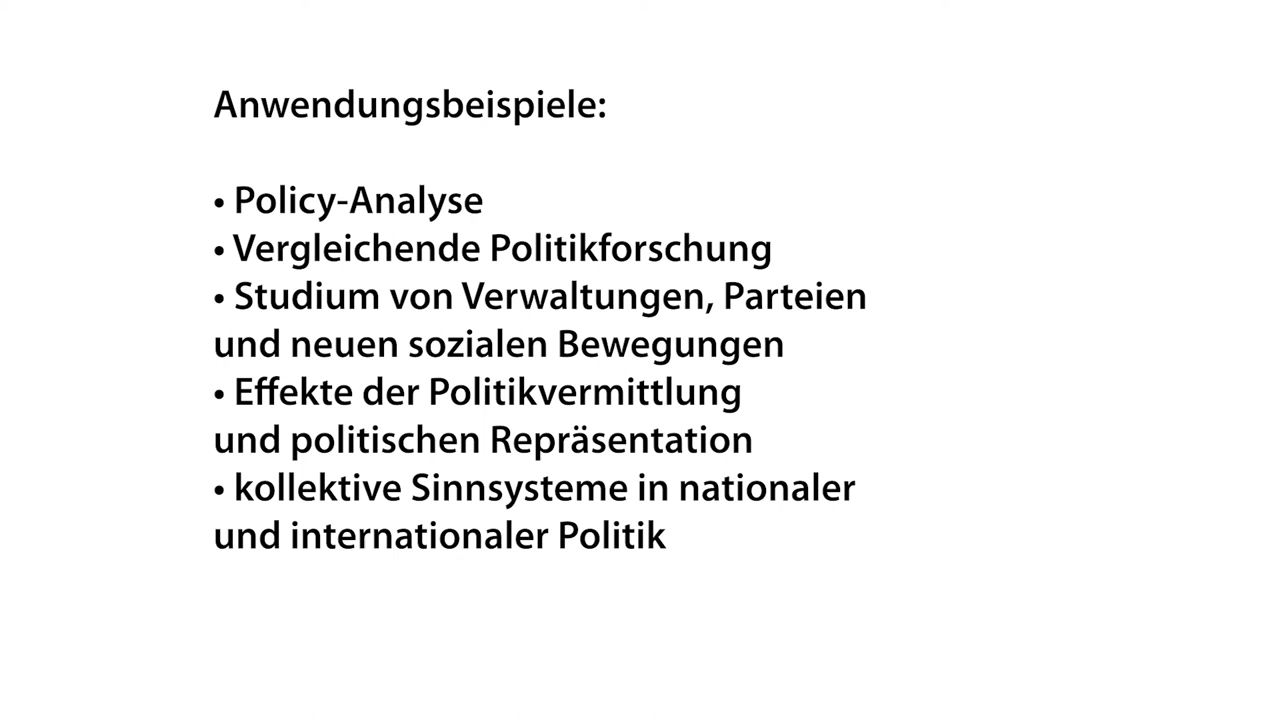 Anwendungsbeispiele:
• Policy-Analyse
• Vergleichende Politikforschung
• Studium von Verwaltungen, Parteien
und neuen sozialen Bewegungen
• Effekte der Politikvermittlung
und politischen Repräsentation
• kollektive Sinnsysteme in nationaler
und internationaler Politik